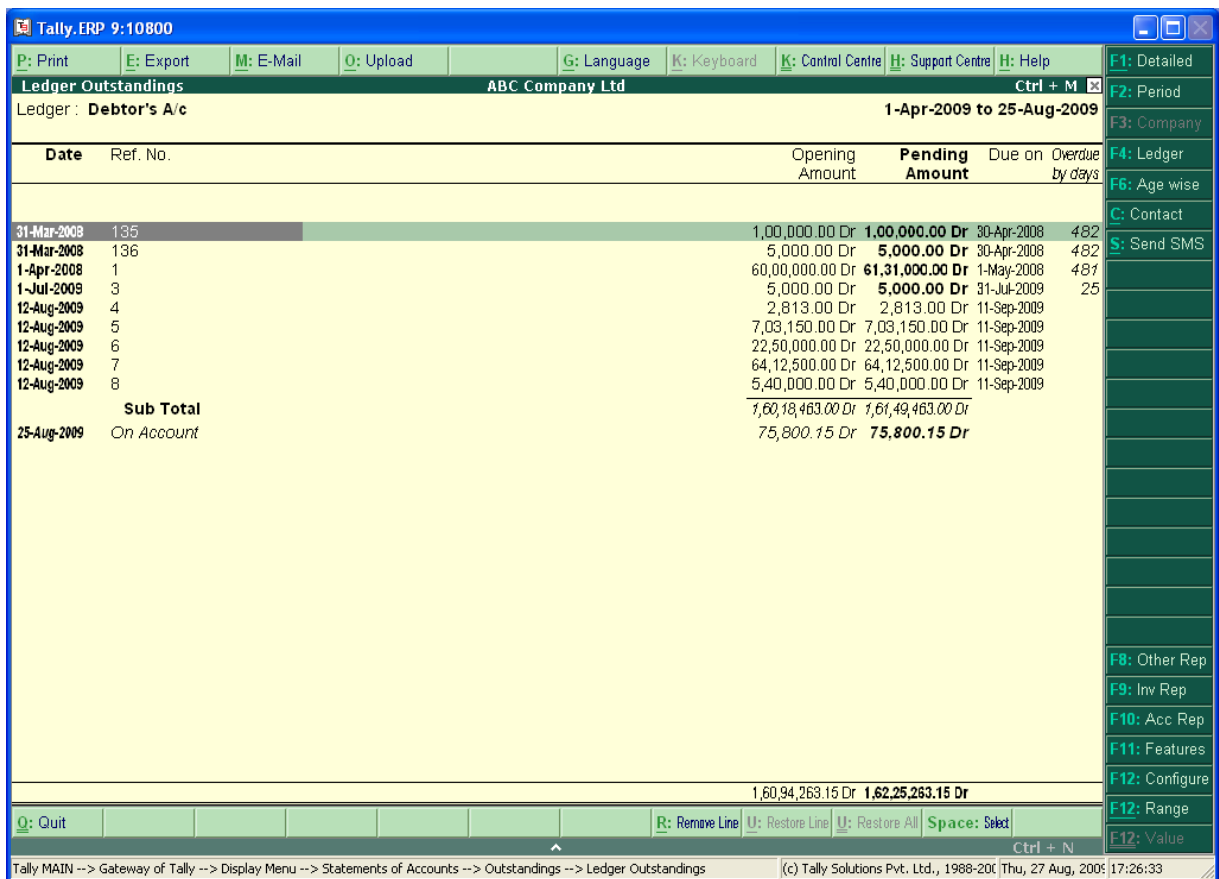 Tally.ERP 9:10800
P: Print E: Export M: E-Mail O: Upload G: Language K: Keyboard K: Control Centre H: Support Centre H: Help
Ledger Outstandings ABC Company Ltd Ctrl + M
Ledger : Debtor's A/c 1-Apr-2009 to 25-Aug-2009
Date Ref. No. Opening Amount Pending Amount Due on Overdue by days
31-Mar-2008 135 1,00,000.00 Dr 1,00,000.00 Dr 30-Apr-2008 482
31-Mar-2008 136 5,000.00 Dr 5,000.00 Dr 30-Apr-2008 482
1-Apr-2008 1 60,00,000.00 Dr 61,31,000.00 Dr 1-May-2008 481
1-Jul-2009 3 5,000.00 Dr 5,000.00 Dr 31-Jul-2009 25
12-Aug-2009 4 2,813.00 Dr 2,813.00 Dr 11-Sep-2009
12-Aug-2009 5 7,03,150.00 Dr 7,03,150.00 Dr 11-Sep-2009
12-Aug-2009 6 22,50,000.00 Dr 22,50,000.00 Dr 11-Sep-2009
12-Aug-2009 7 64,12,500.00 Dr 64,12,500.00 Dr 11-Sep-2009
12-Aug-2009 8 5,40,000.00 Dr 5,40,000.00 Dr 11-Sep-2009
Sub Total 1,60,18,463.00 Dr 1,61,49,463.00 Dr
25-Aug-2009 On Account 75,800.15 Dr 75,800.15 Dr
1,60,94,263.15 Dr 1,62,25,263.15 Dr
Q: Quit R: Remove Line U: Restore Line U: Restore All Space: Select
Ctrl + N
Tally MAIN --> Gateway of Tally --> Display Menu --> Statements of Accounts --> Outstandings --> Ledger Outstandings (c) Tally Solutions Pvt. Ltd., 1988-200 Thu, 27 Aug, 2009 17:26:33
F1: Detailed
F2: Period
F3: Company
F4: Ledger
F6: Age wise
C: Contact
S: Send SMS
F8: Other Rep
F9: Inv Rep
F10: Acc Rep
F11: Features
F12: Configure
F12: Range
F12: Value